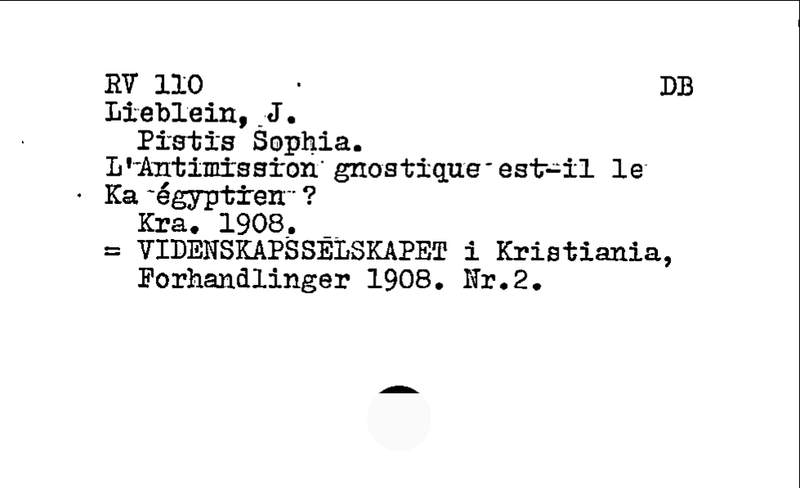 RV 110 DB
Lieblein, J.
Pistis Sophia.
L'Antimission gnostique est-il le
Ka égyptien ?
Kra. 1908.
= VIDENSKAPSSELSKAPET i Kristiania,
Forhandlinger 1908. Nr.2.